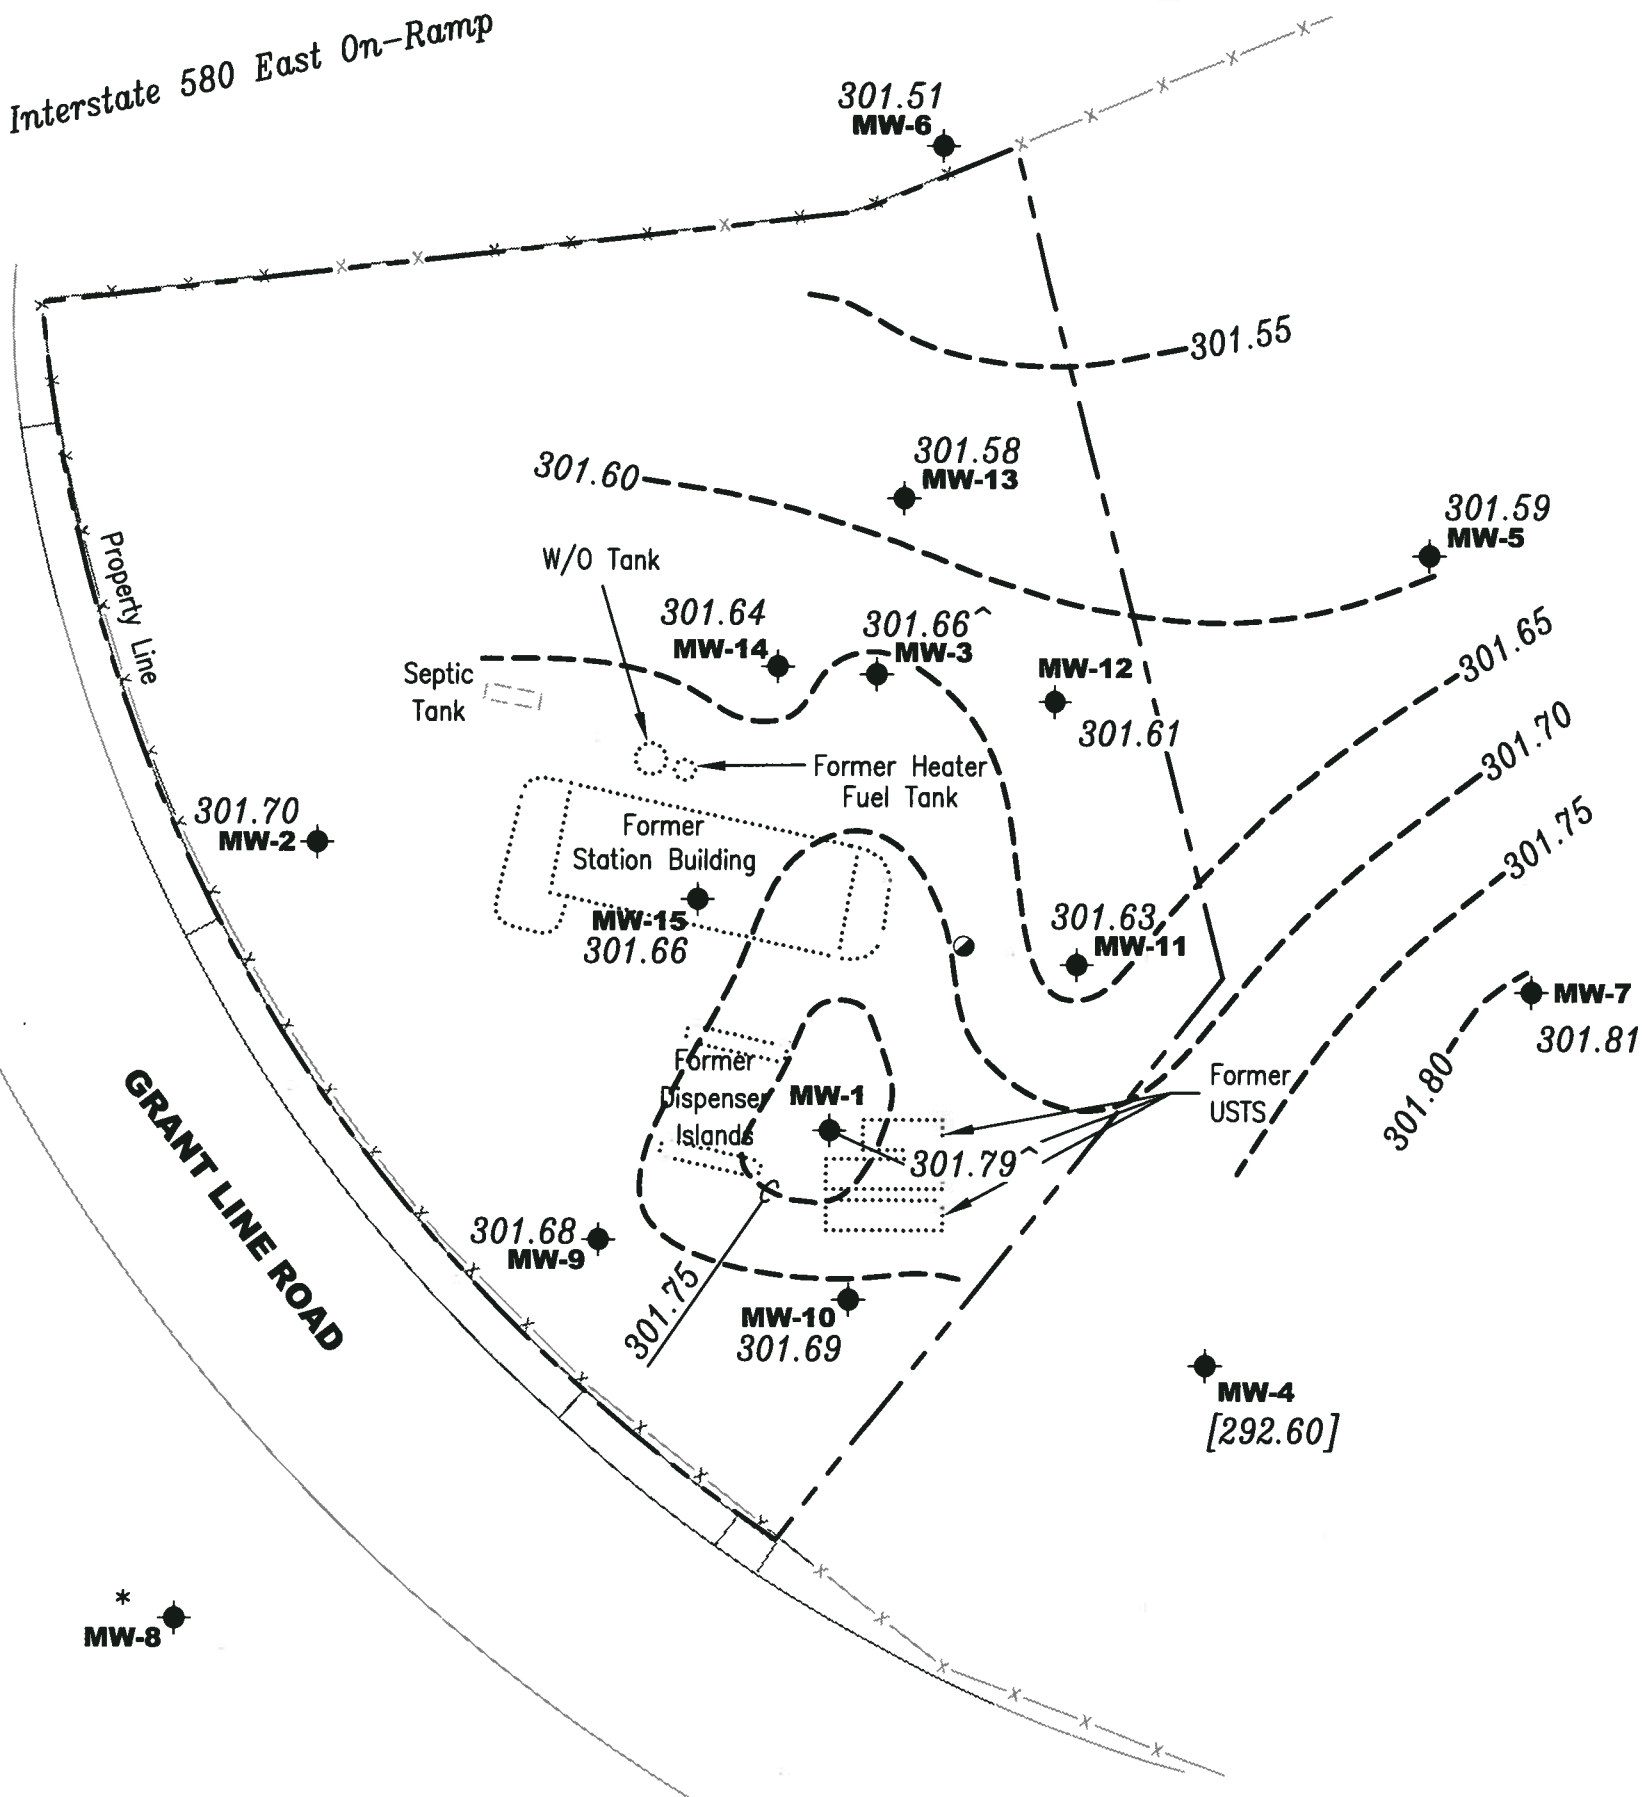 Interstate 580 East On-Ramp
301.51
MW-6
301.55
301.58
MW-13
301.60
301.59
MW-5
Property Line
W/O Tank
301.64
MW-14
301.66^
MW-3
MW-12
301.61
301.65
Septic
Tank
301.70
Former Heater
Fuel Tank
301.70
MW-2
Former
Station Building
301.75
MW-15
301.66
301.63
MW-11
MW-7
301.81
Former
Dispenser
Islands
MW-1
Former
USTS
301.80
GRANT LINE ROAD
301.79^
301.68
MW-9
301.75
MW-10
301.69
MW-4
[292.60]
*
MW-8